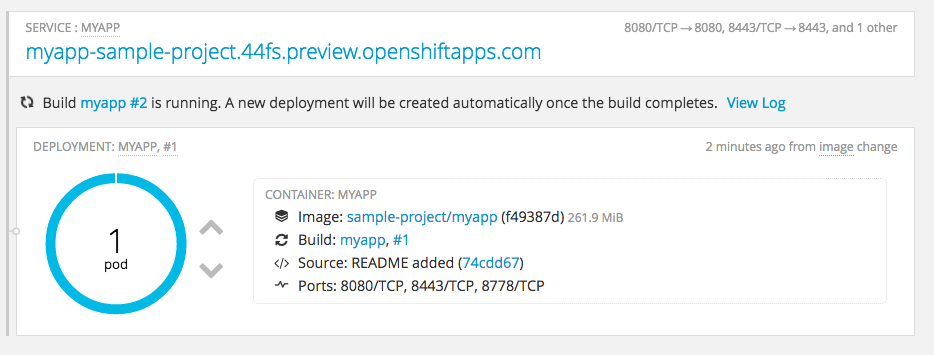 SERVICE : MYAPP
8080/TCP→8080, 8443/TCP→8443, and 1 other
myapp-sample-project.44fs.preview.openshiftapps.com
Build myapp #2 is running. A new deployment will be created automatically once the build completes. View Log
DEPLOYMENT: MYAPP, #1
2 minutes ago from image change
1
pod
CONTAINER: MYAPP
Image: sample-project/myapp (f49387d) 261.9 MiB
Build: myapp, #1
</> Source: README added (74cdd67)
Ports: 8080/TCP, 8443/TCP, 8778/TCP